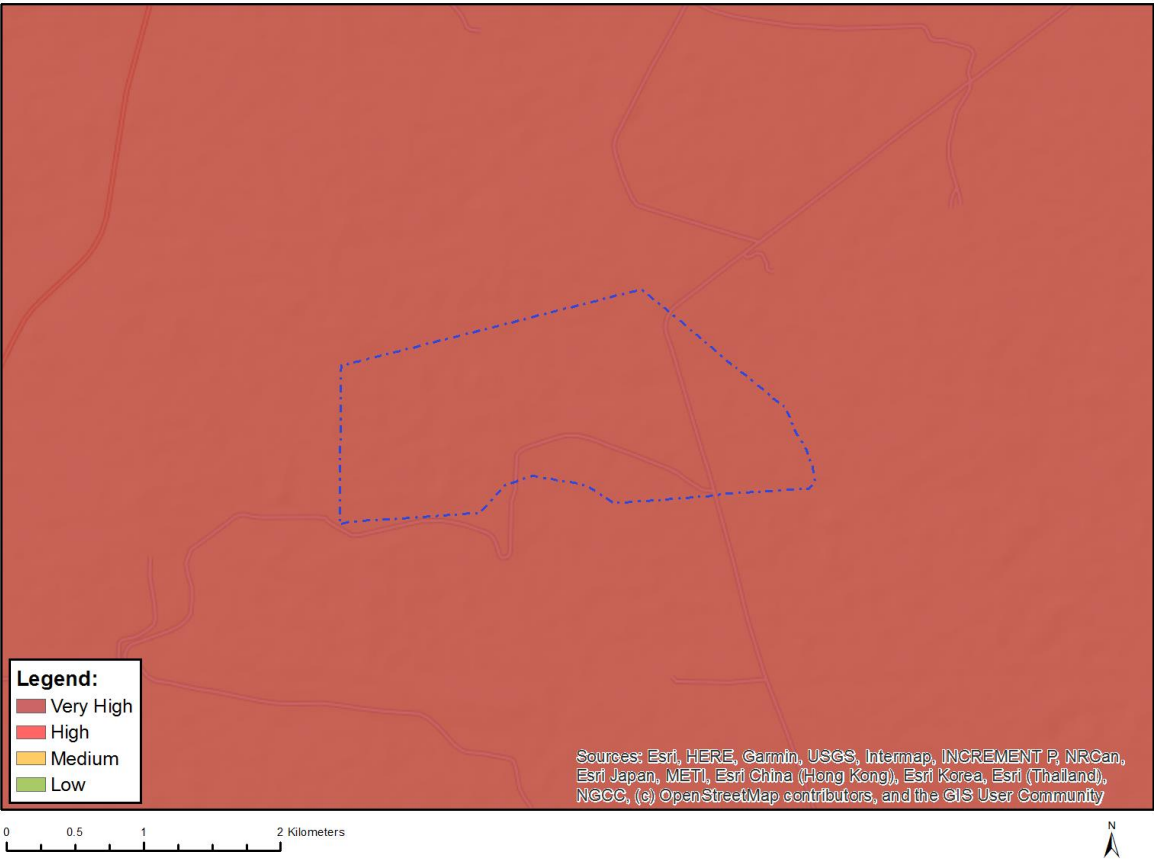 Legend:
Very High
High
Medium
Low
Sources: Esri, HERE, Garmin, USGS, Intermap, INCREMENT P, NRCan,
Esri Japan, METI, Esri China (Hong Kong), Esri Korea, Esri (Thailand),
NGCC, (c) OpenStreetMap contributors, and the GIS User Community
0 0.5 1 2 Kilometers
N